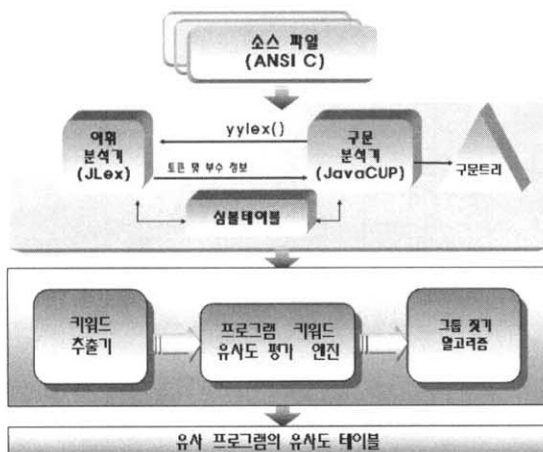 소스 파일
(ANSI C)
yylex()
어휘
분석기
(JLex)
토큰 및 부수 정보
구문
분석기
(JavaCUP)
구문트리
심볼테이블
키워드
추출기
프로그램 키워드
유사도 평가 엔진
그룹 짖기
알고리즘
유사 프로그램의 유사도 테이블